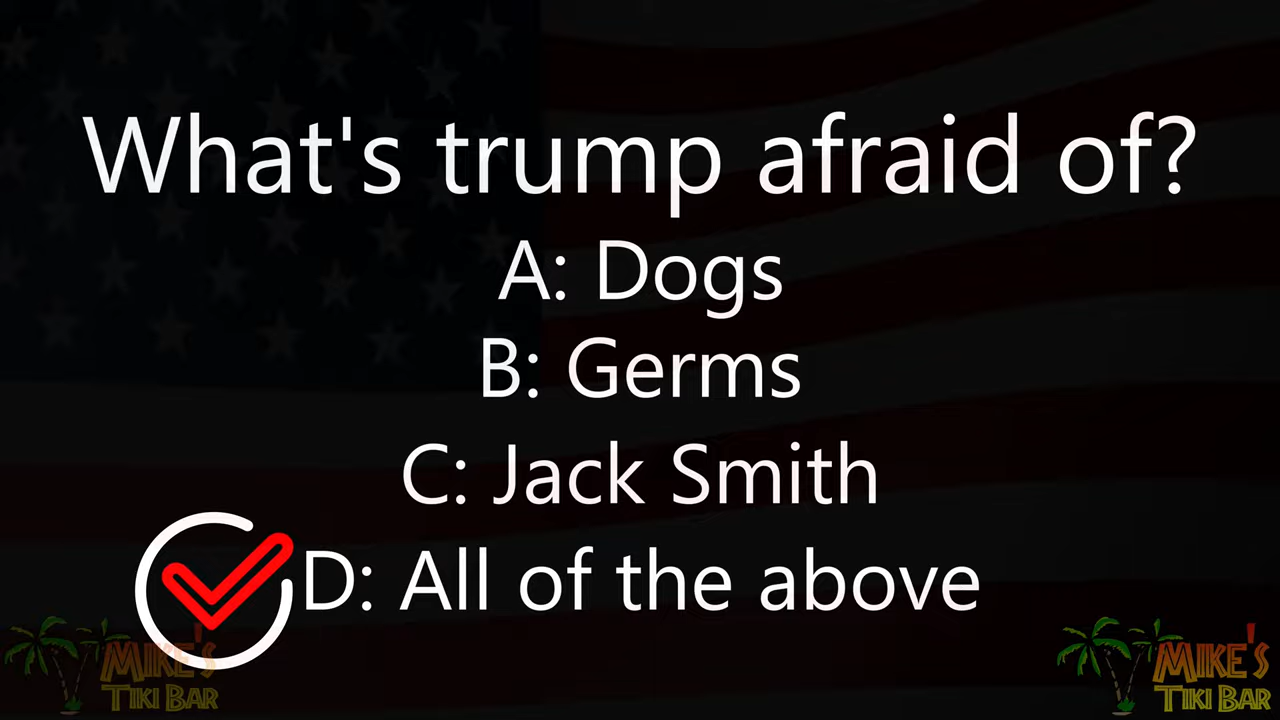 What's trump afraid of?
A: Dogs
B: Germs
C: Jack Smith
D: All of the above
MIKE'S
TIKI BAR
MIKE'S
TIKI BAR